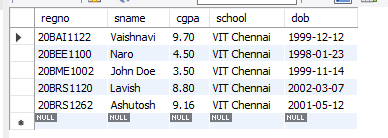 regno sname cgpa school dob
20BAI1122 Vaishnavi 9.70 VIT Chennai 1999-12-12
20BEE1100 Naro 4.50 VIT Chennai 1998-01-23
20BME1002 John Doe 3.50 VIT Chennai 1999-11-14
20BRS1120 Lavish 8.80 VIT Chennai 2002-03-07
20BRS1262 Ashutosh 9.16 VIT Chennai 2001-05-12
NULL NULL NULL NULL NULL